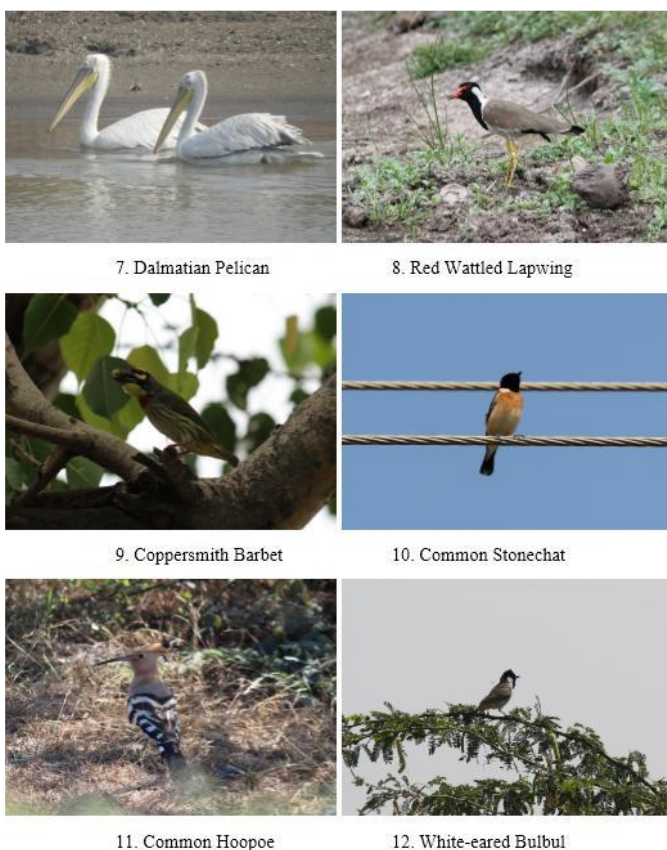 7. Dalmatian Pelican
8. Red Wattled Lapwing
9. Coppersmith Barbet
10. Common Stonechat
11. Common Hoopoe
12. White-eared Bulbul